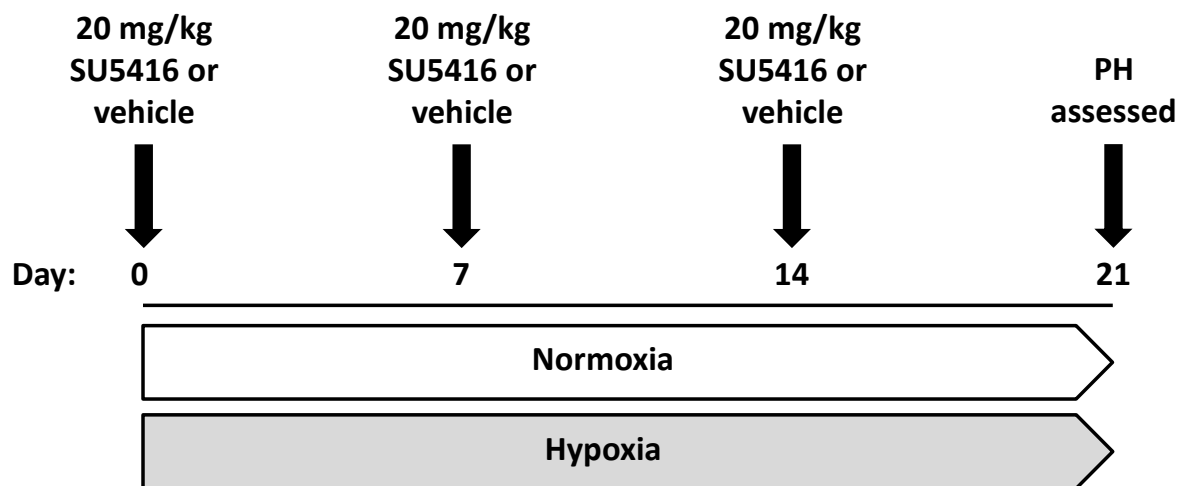 20 mg/kg
SU5416 or
vehicle
20 mg/kg
SU5416 or
vehicle
20 mg/kg
SU5416 or
vehicle
PH
assessed
Day: 0 7 14 21
Normoxia
Hypoxia